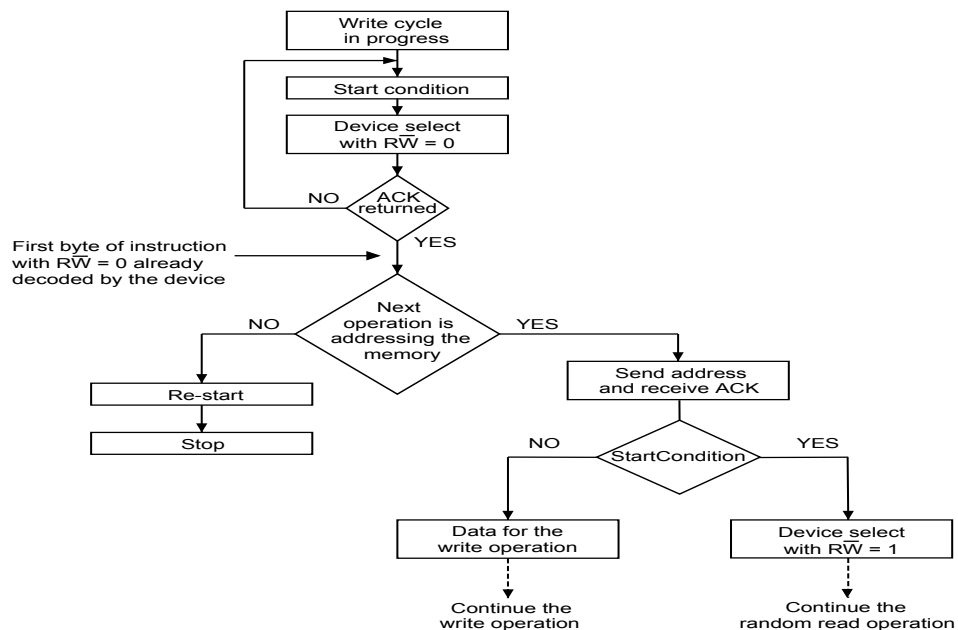 Write cycle
in progress
Start condition
Device select
with RW̅ = 0
NO
ACK
returned
YES
First byte of instruction
with RW̅ = 0 already
decoded by the device
NO
Next
operation is
addressing the
memory
YES
Re-start
Stop
Send address
and receive ACK
NO
StartCondition
YES
Data for the
write operation
Device select
with RW̅ = 1
Continue the
write operation
Continue the
random read operation